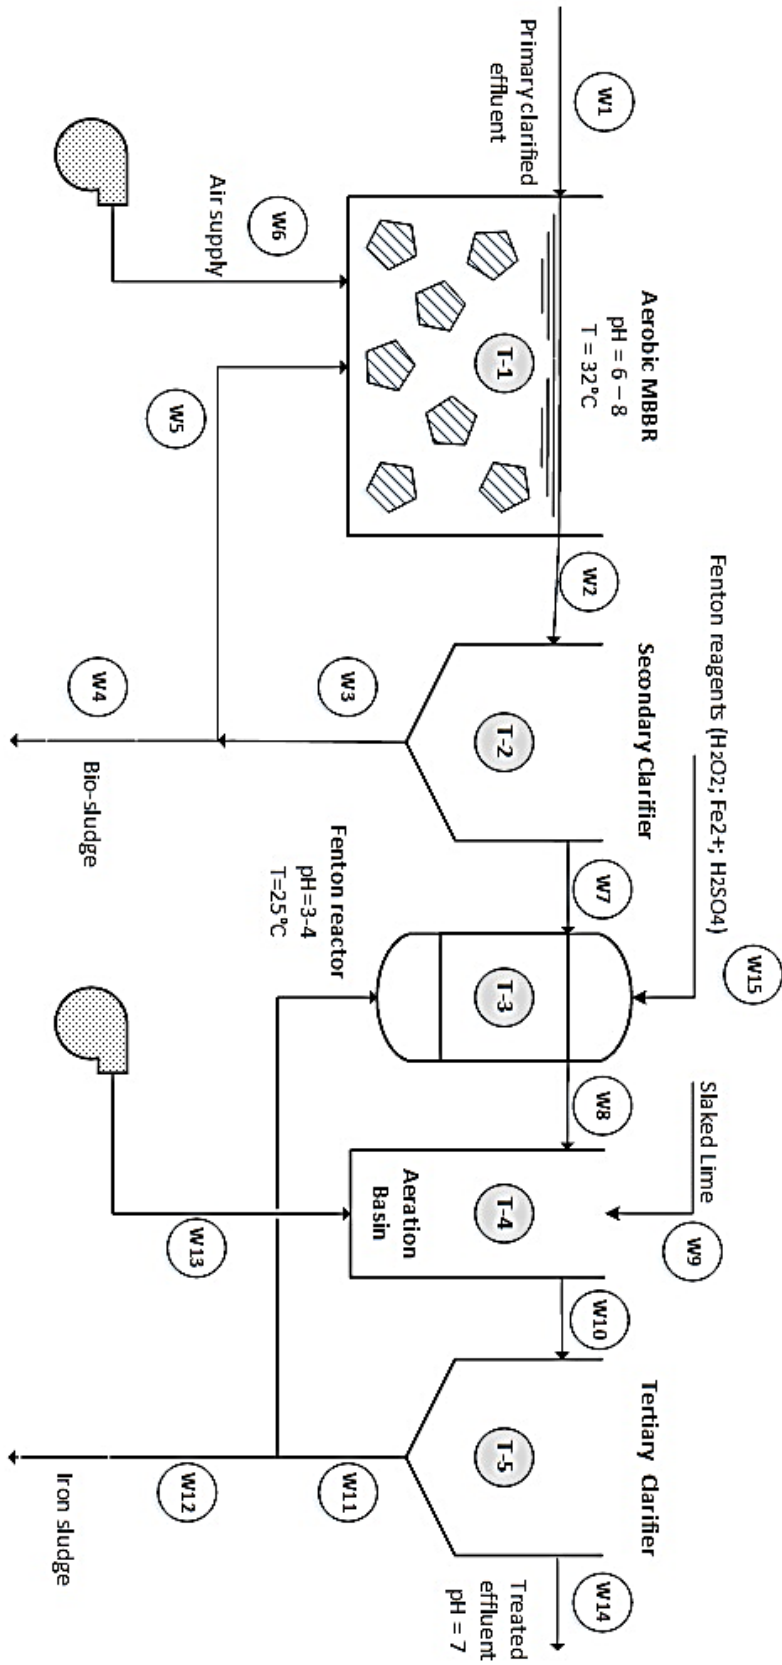 Primary clarified
effluent
W1
Air supply
W6
Aerobic MBBR
pH = 6 – 8
T = 32°C
T-1
W5
W2
Secondary Clarifier
T-2
W3
W4
Bio-sludge
Fenton reagents (H2O2; Fe2+; H2SO4)
W15
W7
Fenton reactor
pH=3-4
T=25°C
T-3
W8
Slaked Lime
W9
T-4
Aeration
Basin
W13
W10
Tertiary Clarifier
T-5
W11
W12
Iron sludge
W14
Treated
effluent
pH = 7